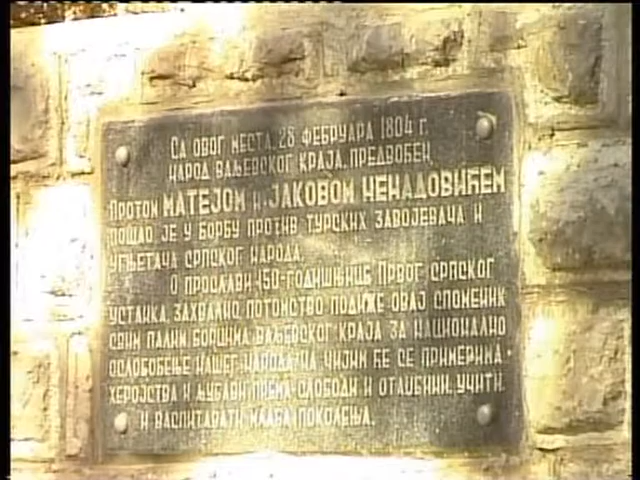 СА ОВОГ МЕСТА, 28 ФЕБРУАРА 1804 Г.
НАРОД ВАЉЕВСКОГ КРАЈА, ПРЕДВОЂЕН
ПРОТОМ МАТЕЈОМ И ЈАКОВОМ НЕНАДОВИЋЕМ
ПОШАО ЈЕ У БОРБУ ПРОТИВ ТУРСКИХ ЗАВОЈЕВАЧА И
УГЊЕТАЧА СРПСКОГ НАРОДА.
О ПРОСЛАВИ 150-ГОДИШЊИЦЕ ПРВОГ СРПСКОГ
УСТАНКА, ЗАХВАЛНО ПОТОМСТВО ПОДИЖЕ ОВАЈ СПОМЕНИК
СВИМ ПАЛИМ БОРЦИМА ВАЉЕВСКОГ КРАЈА ЗА НАЦИОНАЛНО
ОСЛОБОЂЕЊЕ НАШЕГ НАРОДА, НА ЧИЈИМ ЋЕ СЕ ПРИМЕРИМА
ХЕРОЈСТВА И ЉУБАВИ ПРЕМА СЛОБОДИ И ОТАЏБИНИ, УЧИТИ
И ВАСПИТАВАТИ МЛАЂА ПОКОЛЕЊА.